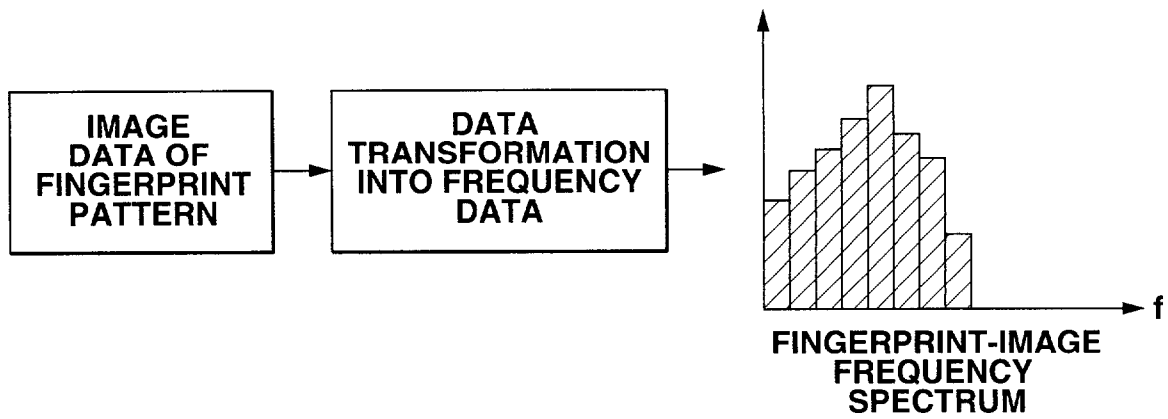 IMAGE
DATA OF
FINGERPRINT
PATTERN
DATA
TRANSFORMATION
INTO FREQUENCY
DATA
f
FINGERPRINT-IMAGE
FREQUENCY
SPECTRUM